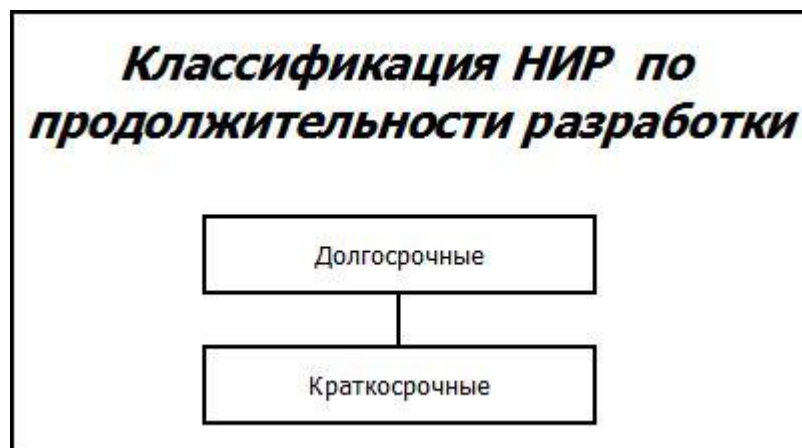 Классификация НИР по
продолжительности разработки
Долгосрочные
Краткосрочные